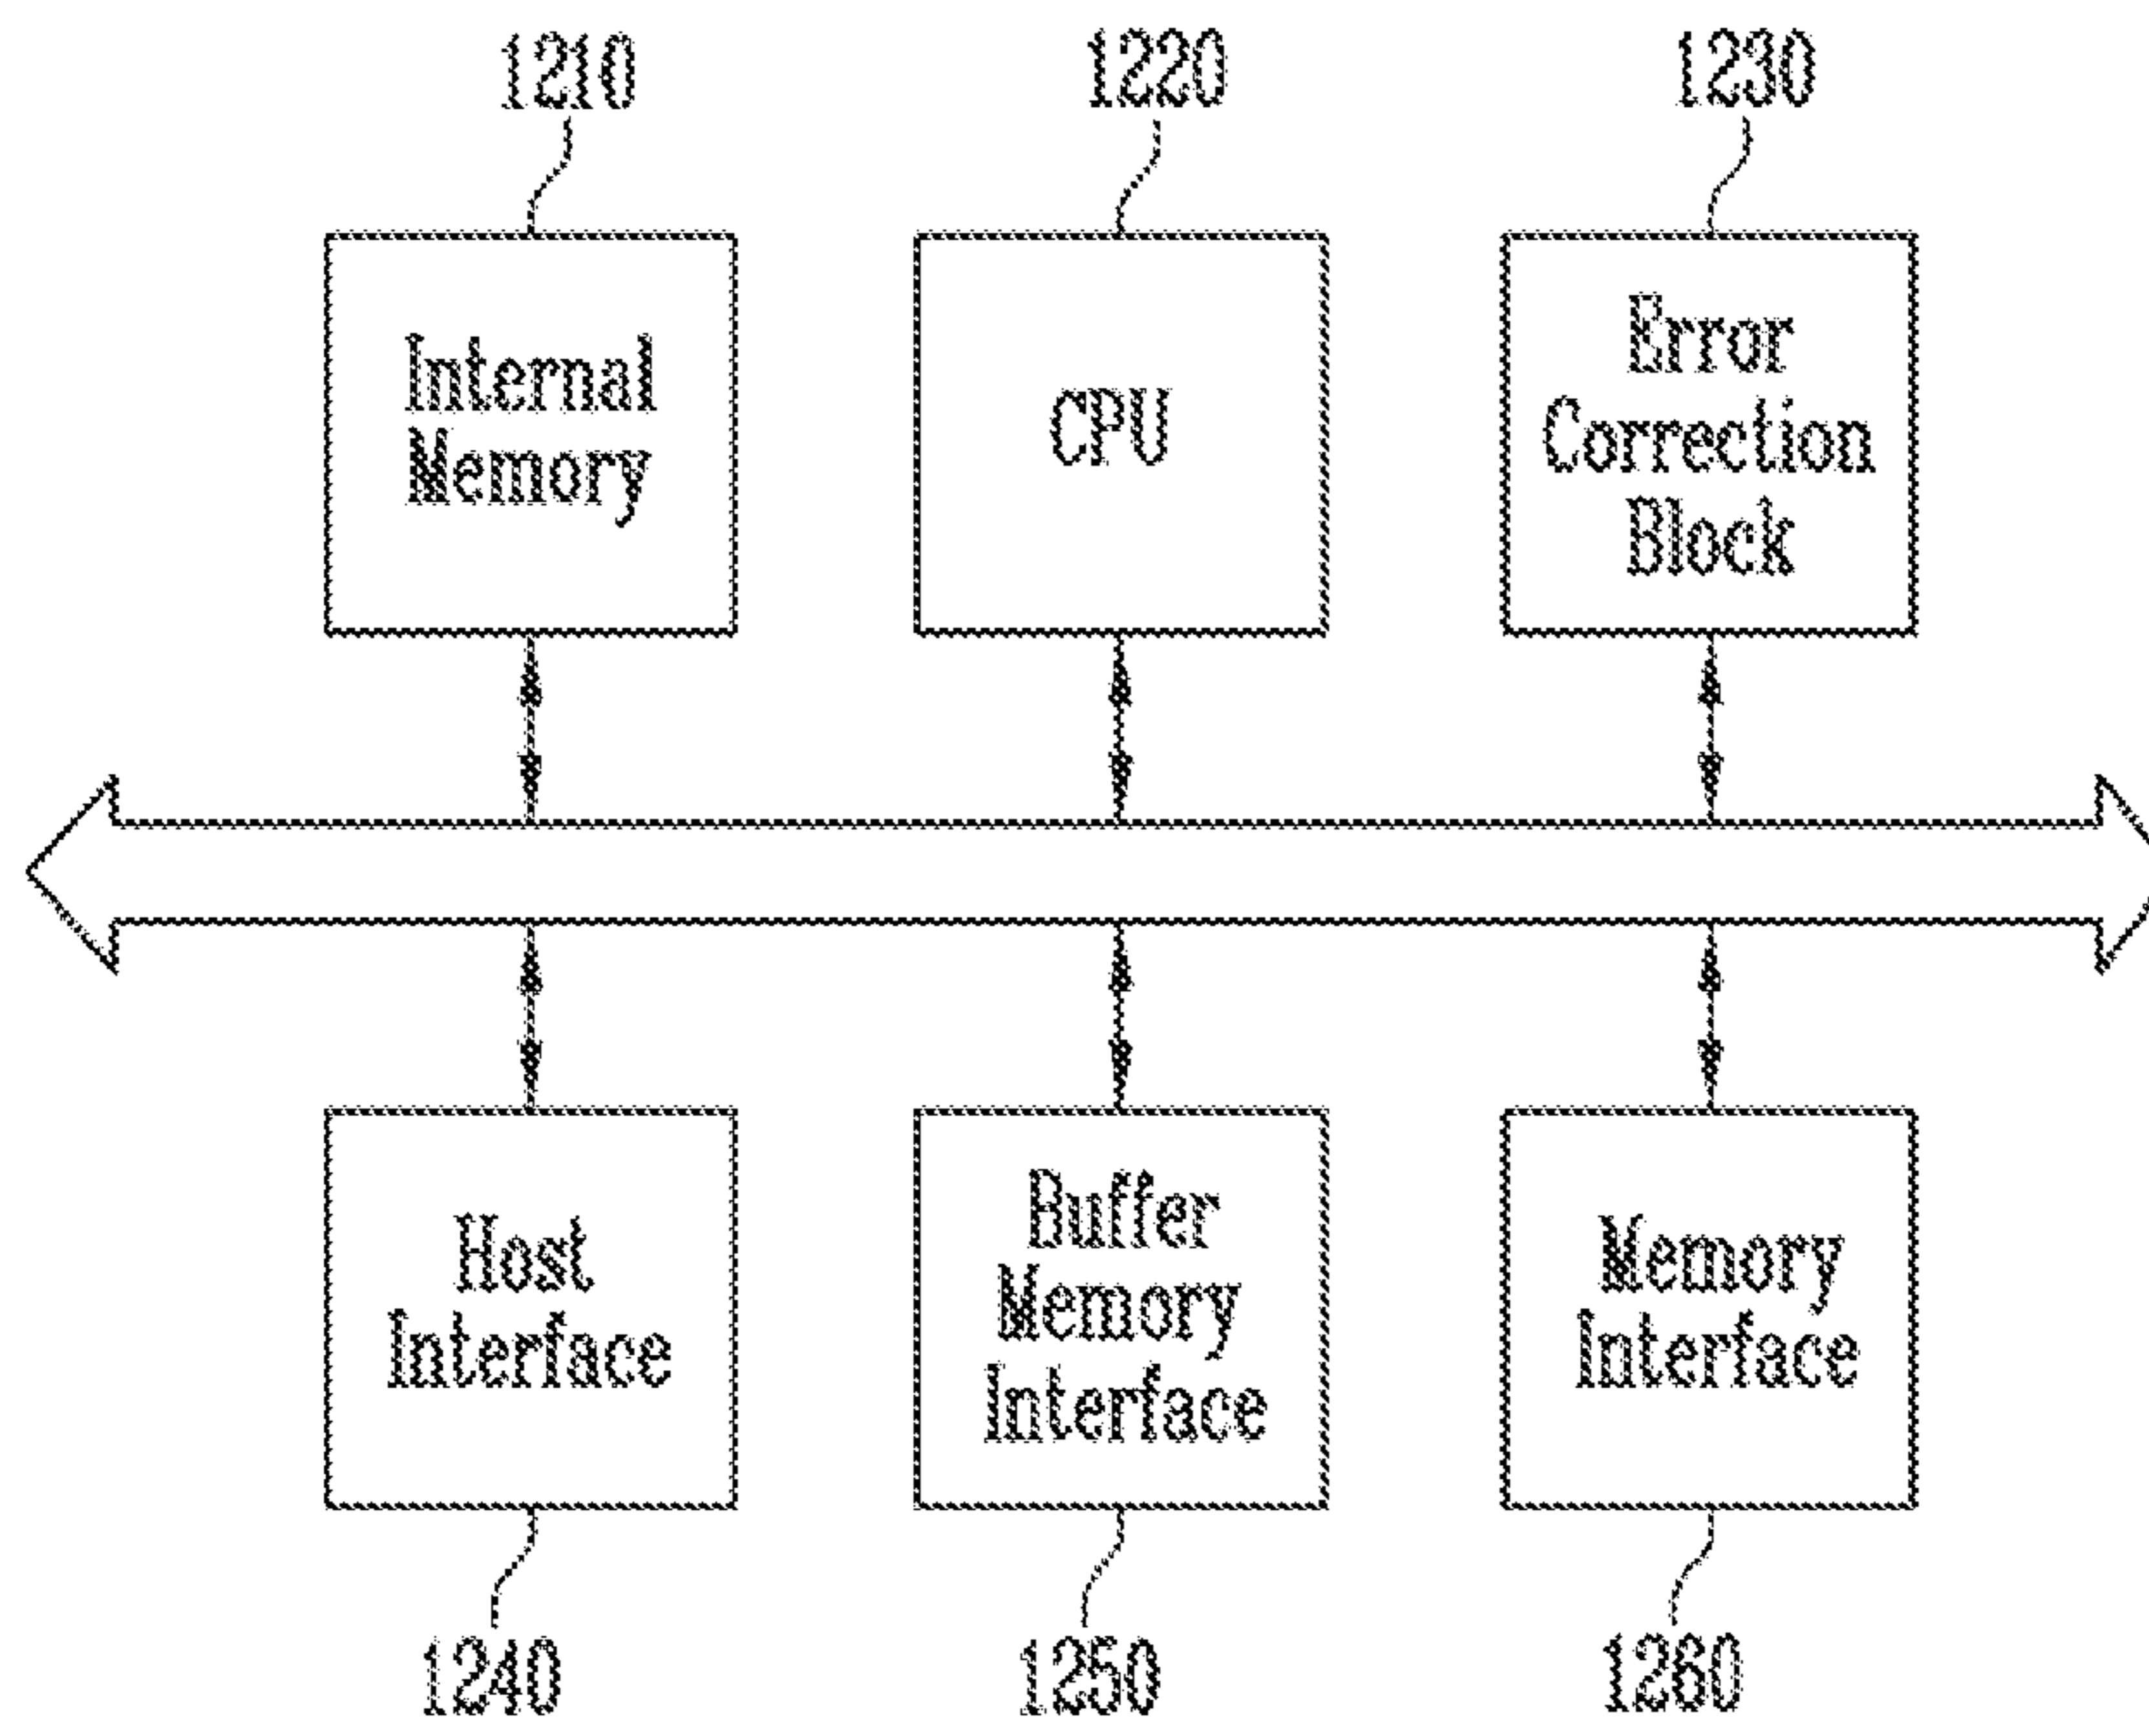 1210 1220 1230
Internal
Memory
CPU
Error
Correction
Block
Host
Interface
Buffer
Memory
Interface
Memory
Interface
1240 1250 1260